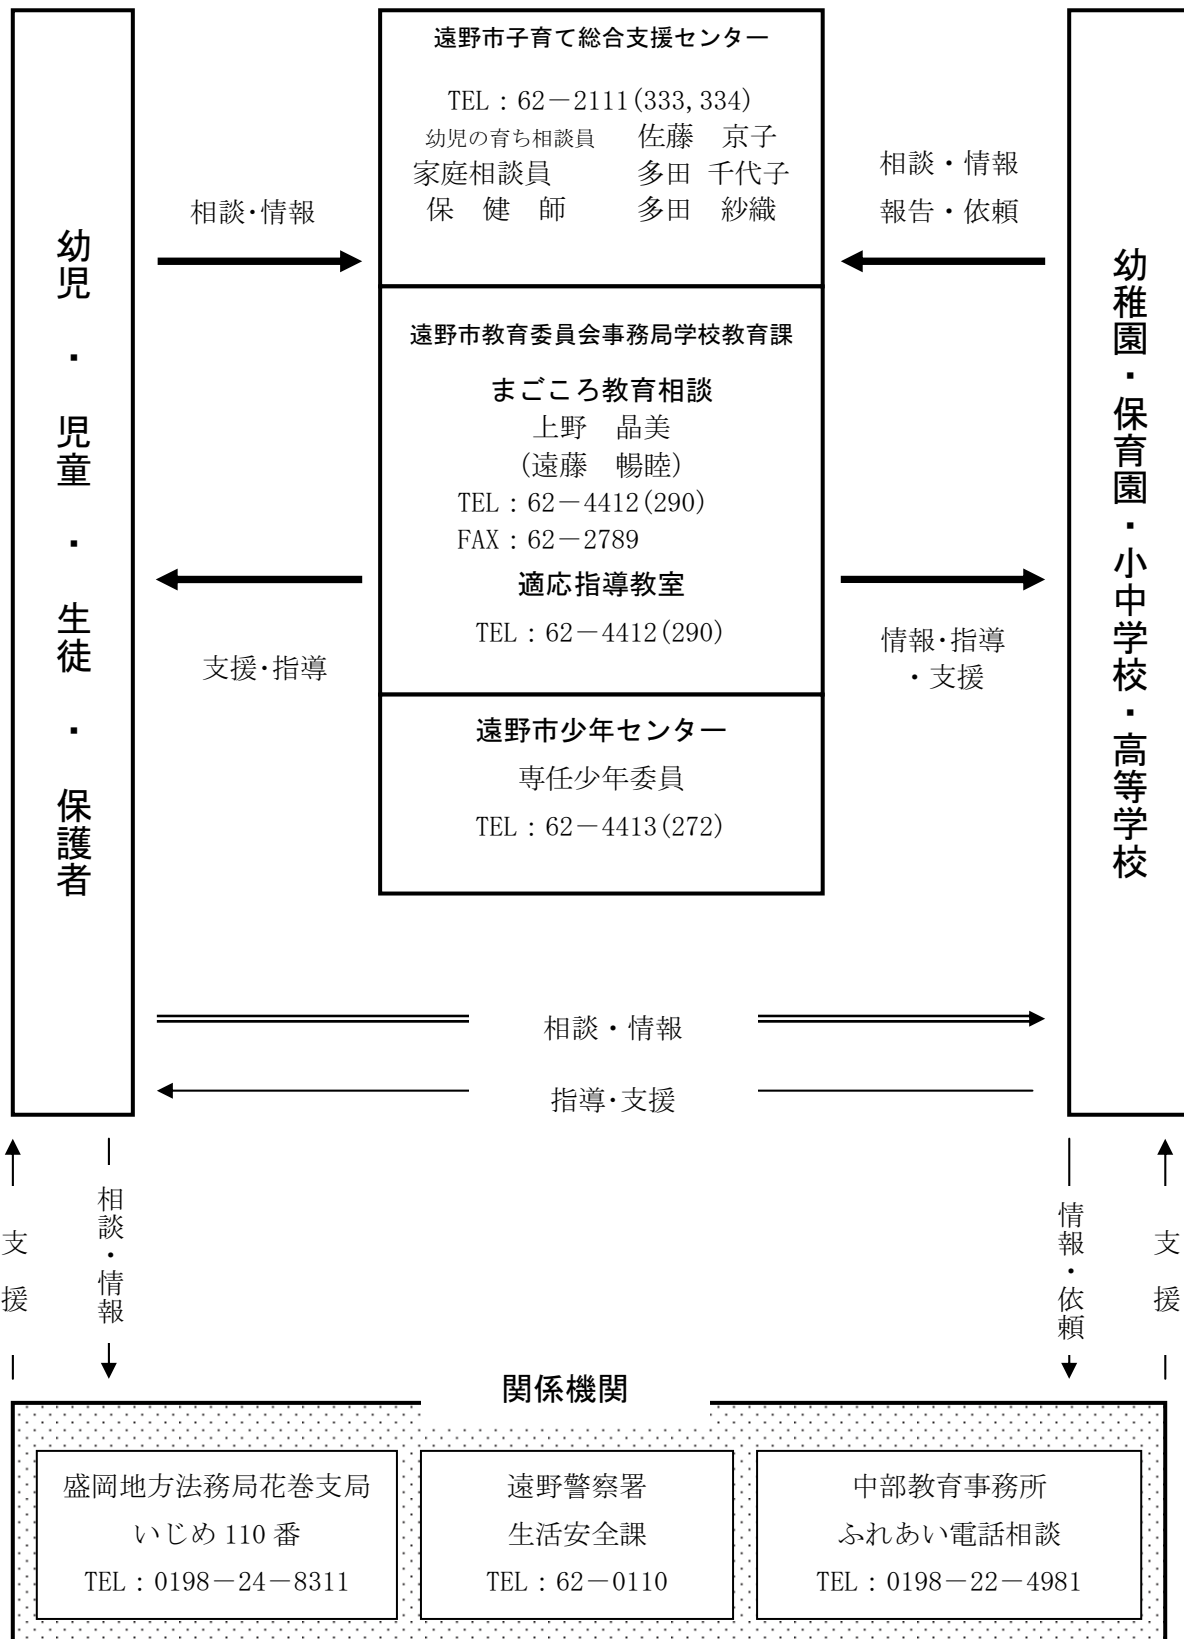 遠野市子育て総合支援センター
TEL:62-2111(333,334)
幼児の育ち相談員 佐藤 京子
家庭相談員 多田 千代子
保 健 師 多田 紗織
相談・情報
相談・情報
報告・依頼
幼児 ・ 児童 ・ 生徒 ・ 保護者
幼稚園・保育園・小中学校・高等学校
遠野市教育委員会事務局学校教育課
まごころ教育相談
上野 晶美
(遠藤 暢睦)
TEL:62-4412(290)
FAX:62-2789
適応指導教室
TEL:62-4412(290)
支援・指導
情報・指導
・支援
遠野市少年センター
専任少年委員
TEL:62-4413(272)
相談・情報
指導・支援
支 援
相談・情報
情報・依頼
支 援
関係機関
盛岡地方法務局花巻支局
いじめ 110 番
TEL:0198-24-8311
遠野警察署
生活安全課
TEL:62-0110
中部教育事務所
ふれあい電話相談
TEL:0198-22-4981